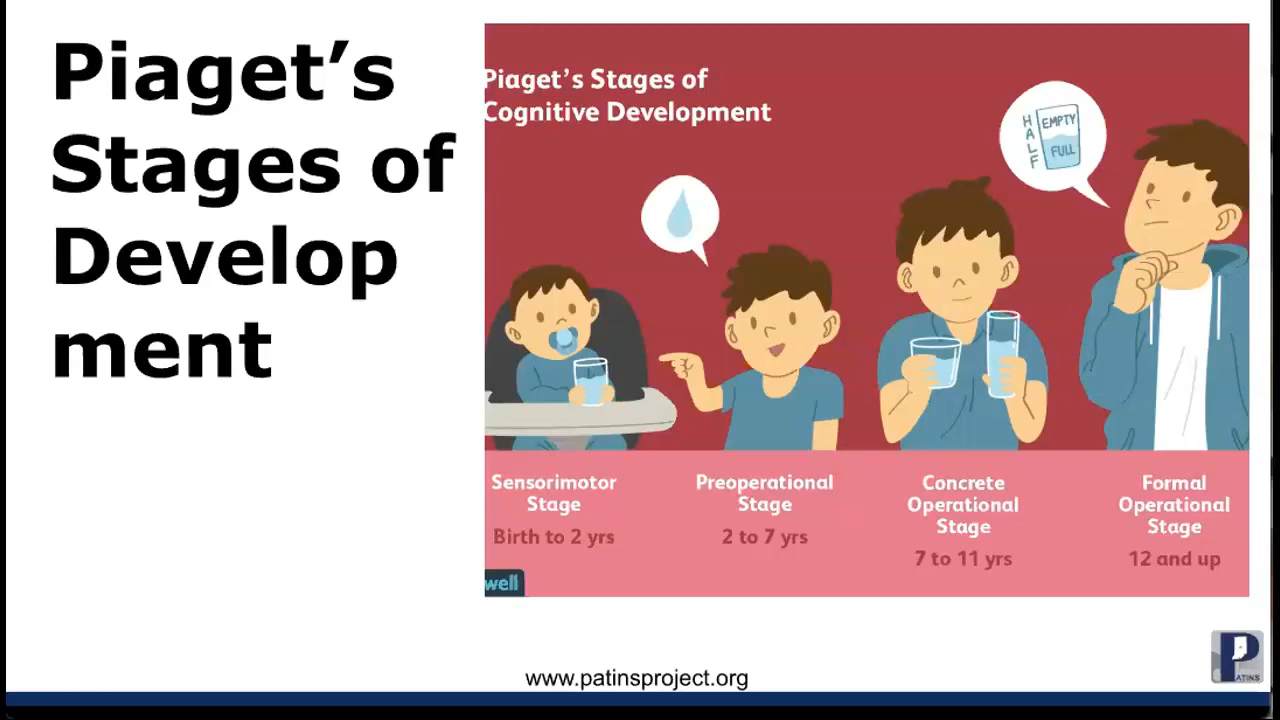 Piaget’s
Stages of
Develop
ment
Piaget’s Stages of
Cognitive Development
HALF
EMPTY
FULL
Sensorimotor
Stage
Birth to 2 yrs
Preoperational
Stage
2 to 7 yrs
Concrete
Operational
Stage
7 to 11 yrs
Formal
Operational
Stage
12 and up
well
www.patinsproject.org
PATINS